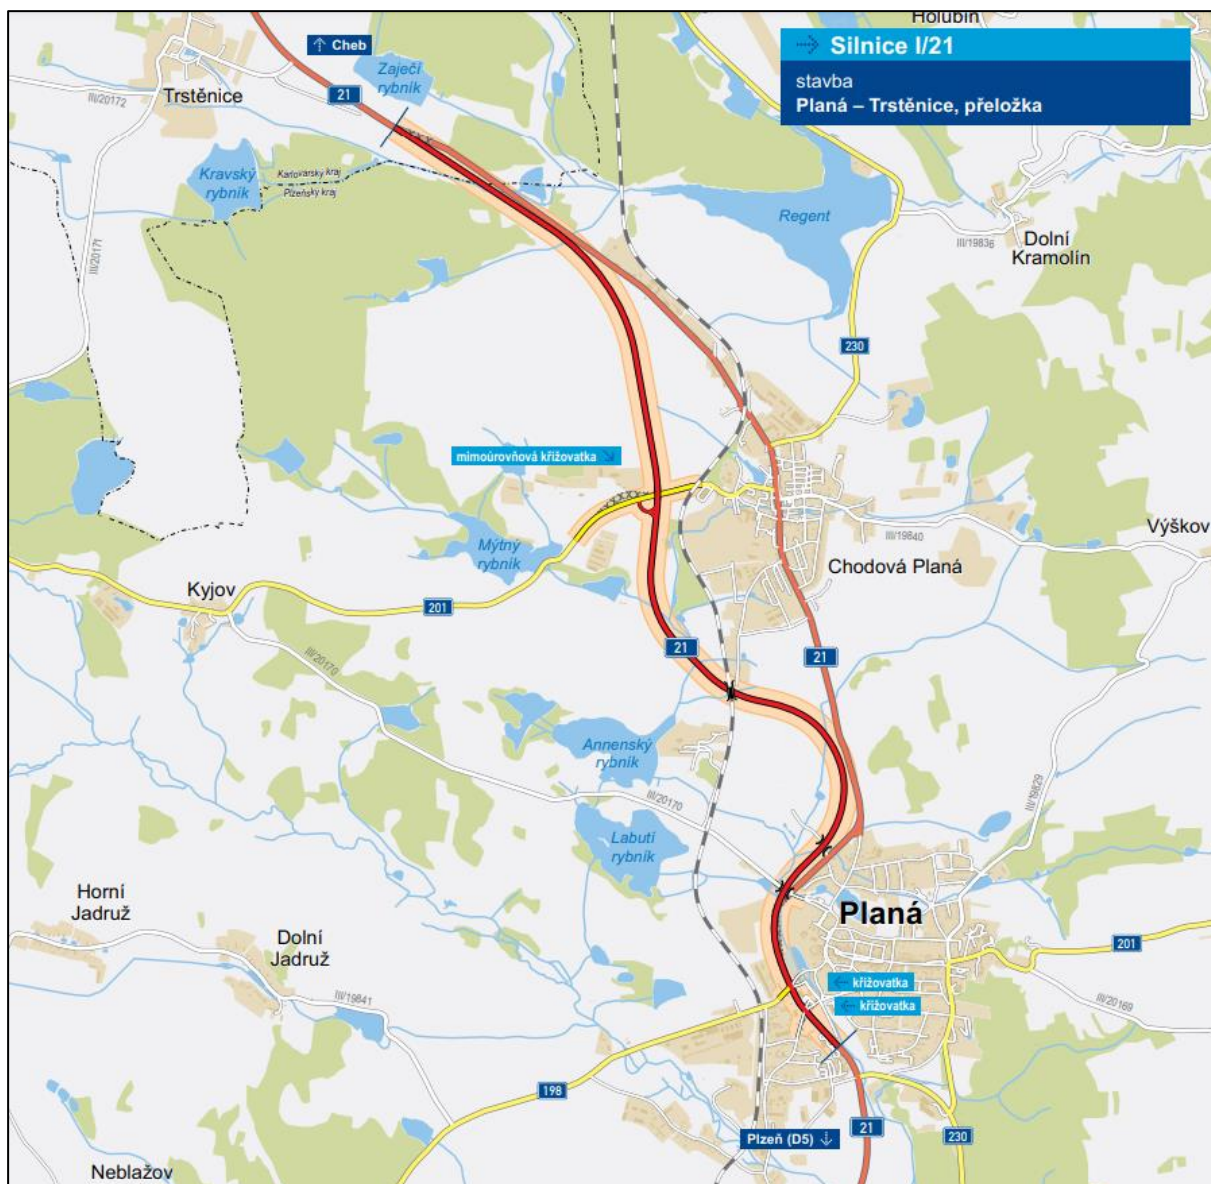 Holubín
Silnice I/21
stavba
Planá – Trstěnice, přeložka
Cheb
Zaječí
rybník
21
III/20172
Trstěnice
Kravský
rybník
Karlovarský kraj
Plzeňský kraj
Regent
III/19836
Dolní
Kramolín
III/20171
230
mimoúrovňová křižovatka
Výškov
III/19840
Mýtný
rybník
Chodová Planá
Kyjov
201
III/20170
21
21
Annenský
rybník
III/20170
III/19829
Labutí
rybník
Horní
Jadruž
Planá
Dolní
Jadruž
201
křižovatka
křižovatka
III/19841
III/20169
198
21
230
Plzeň (D5)
Neblažov